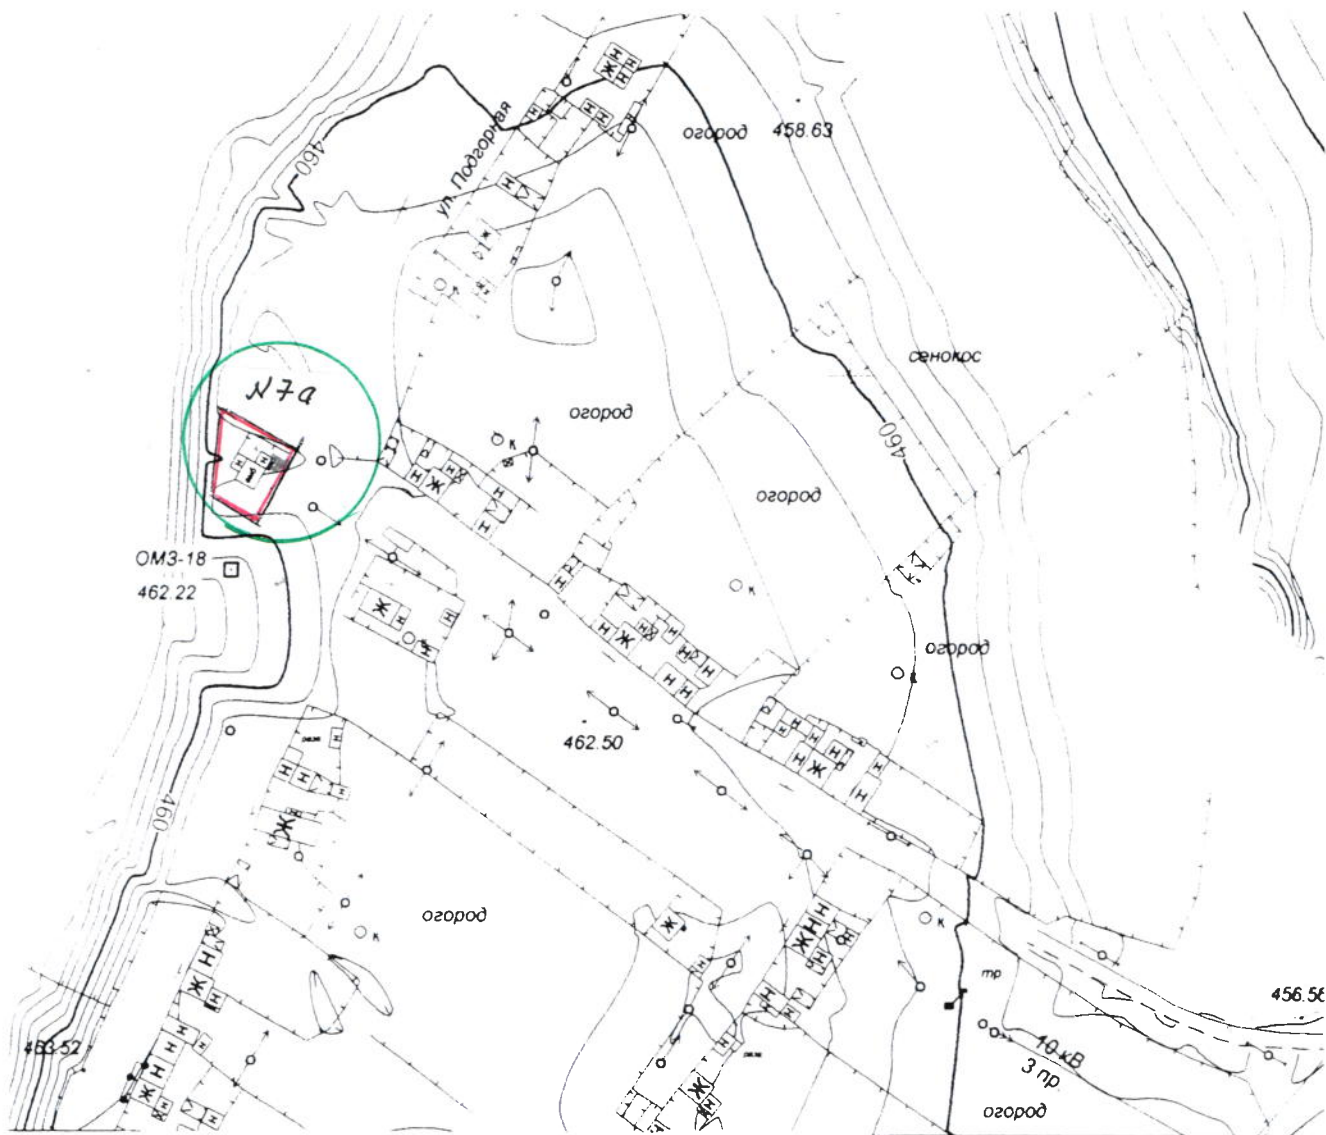 Ж Н
Н
Н
Н
ул. Подгорная
огород 458.63
460
Н
Ж
сенокос
N 7а
огород
460
к
Н Ж
Н
Н
огород
ОМЗ-18
462.22
Н
к
Ж
Н
Н
Н
Ж
Н
Н
Н
Н Н
огород
к
462.50
Н
Н Н
Н
Н
Ж
Н
460
Ж
огород
Ж
к
к
Ж Н Н
Н
Н
Ж
Н
Н
тр
456.56
463.52
10 кВ
3 пр.
Н
Ж Н Н
Н
Ж
огород